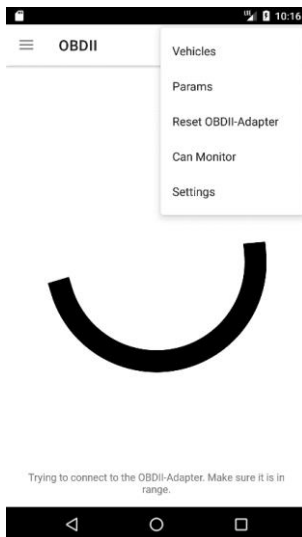 10:16
OBDII
Vehicles
Params
Reset OBDII-Adapter
Can Monitor
Settings
Trying to connect to the OBDII-Adapter. Make sure it is in
range.